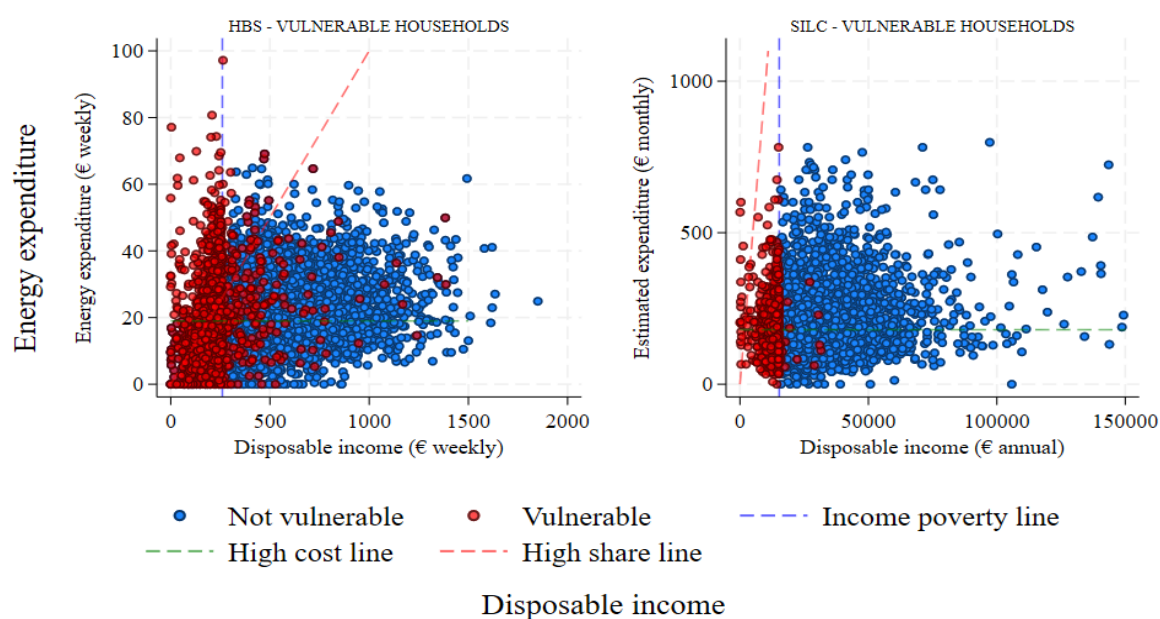 HBS - VULNERABLE HOUSEHOLDS
100
80
60
40
20
0
Energy expenditure (€ weekly)
0 500 1000 1500 2000
Disposable income (€ weekly)
SILC - VULNERABLE HOUSEHOLDS
1000
500
0
Estimated expenditure (€ monthly)
0 50000 100000 150000
Disposable income (€ annual)
Energy expenditure
Not vulnerable Vulnerable Income poverty line
High cost line High share line
Disposable income